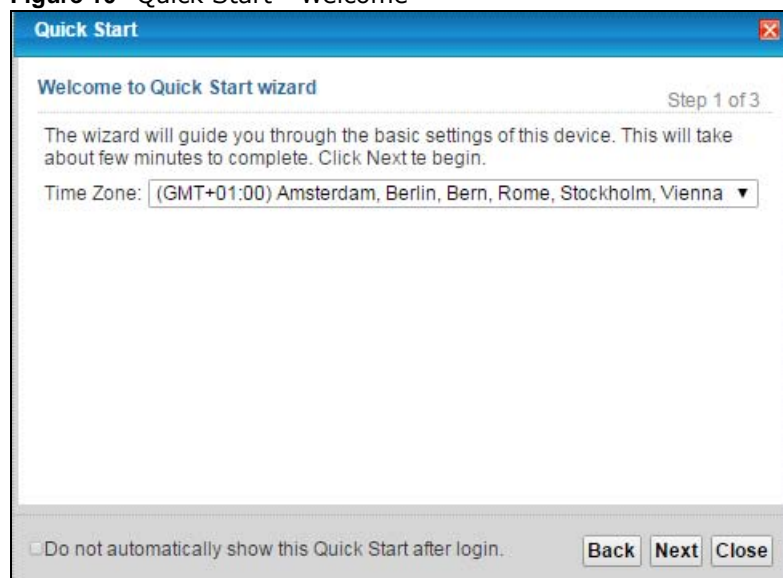 Quick Start
Welcome to Quick Start wizard
Step 1 of 3
The wizard will guide you through the basic settings of this device. This will take
about few minutes to complete. Click Next te begin.
Time Zone: (GMT+01:00) Amsterdam, Berlin, Bern, Rome, Stockholm, Vienna ▼
Do not automatically show this Quick Start after login.
Back Next Close